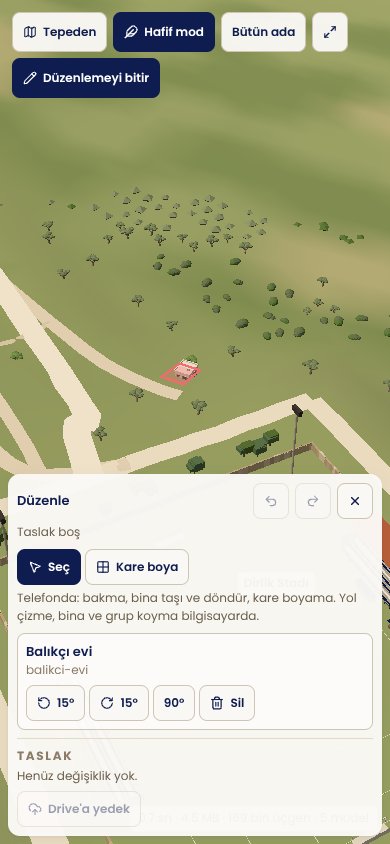 Tepeden
Hafif mod
Bütün ada
Düzenlemeyi bitir
Düzenle
Taslak boş
Seç
Kare boya
Dirlik Stadı
Telefonda: bakma, bina taşı ve döndür, kare boyama. Yol
çizme, bina ve grup koyma bilgisayarda.
Balıkçı evi
balikci-evi
15°
15°
90°
Sil
TASLAK
Henüz değişiklik yok.
Drive'a yedek